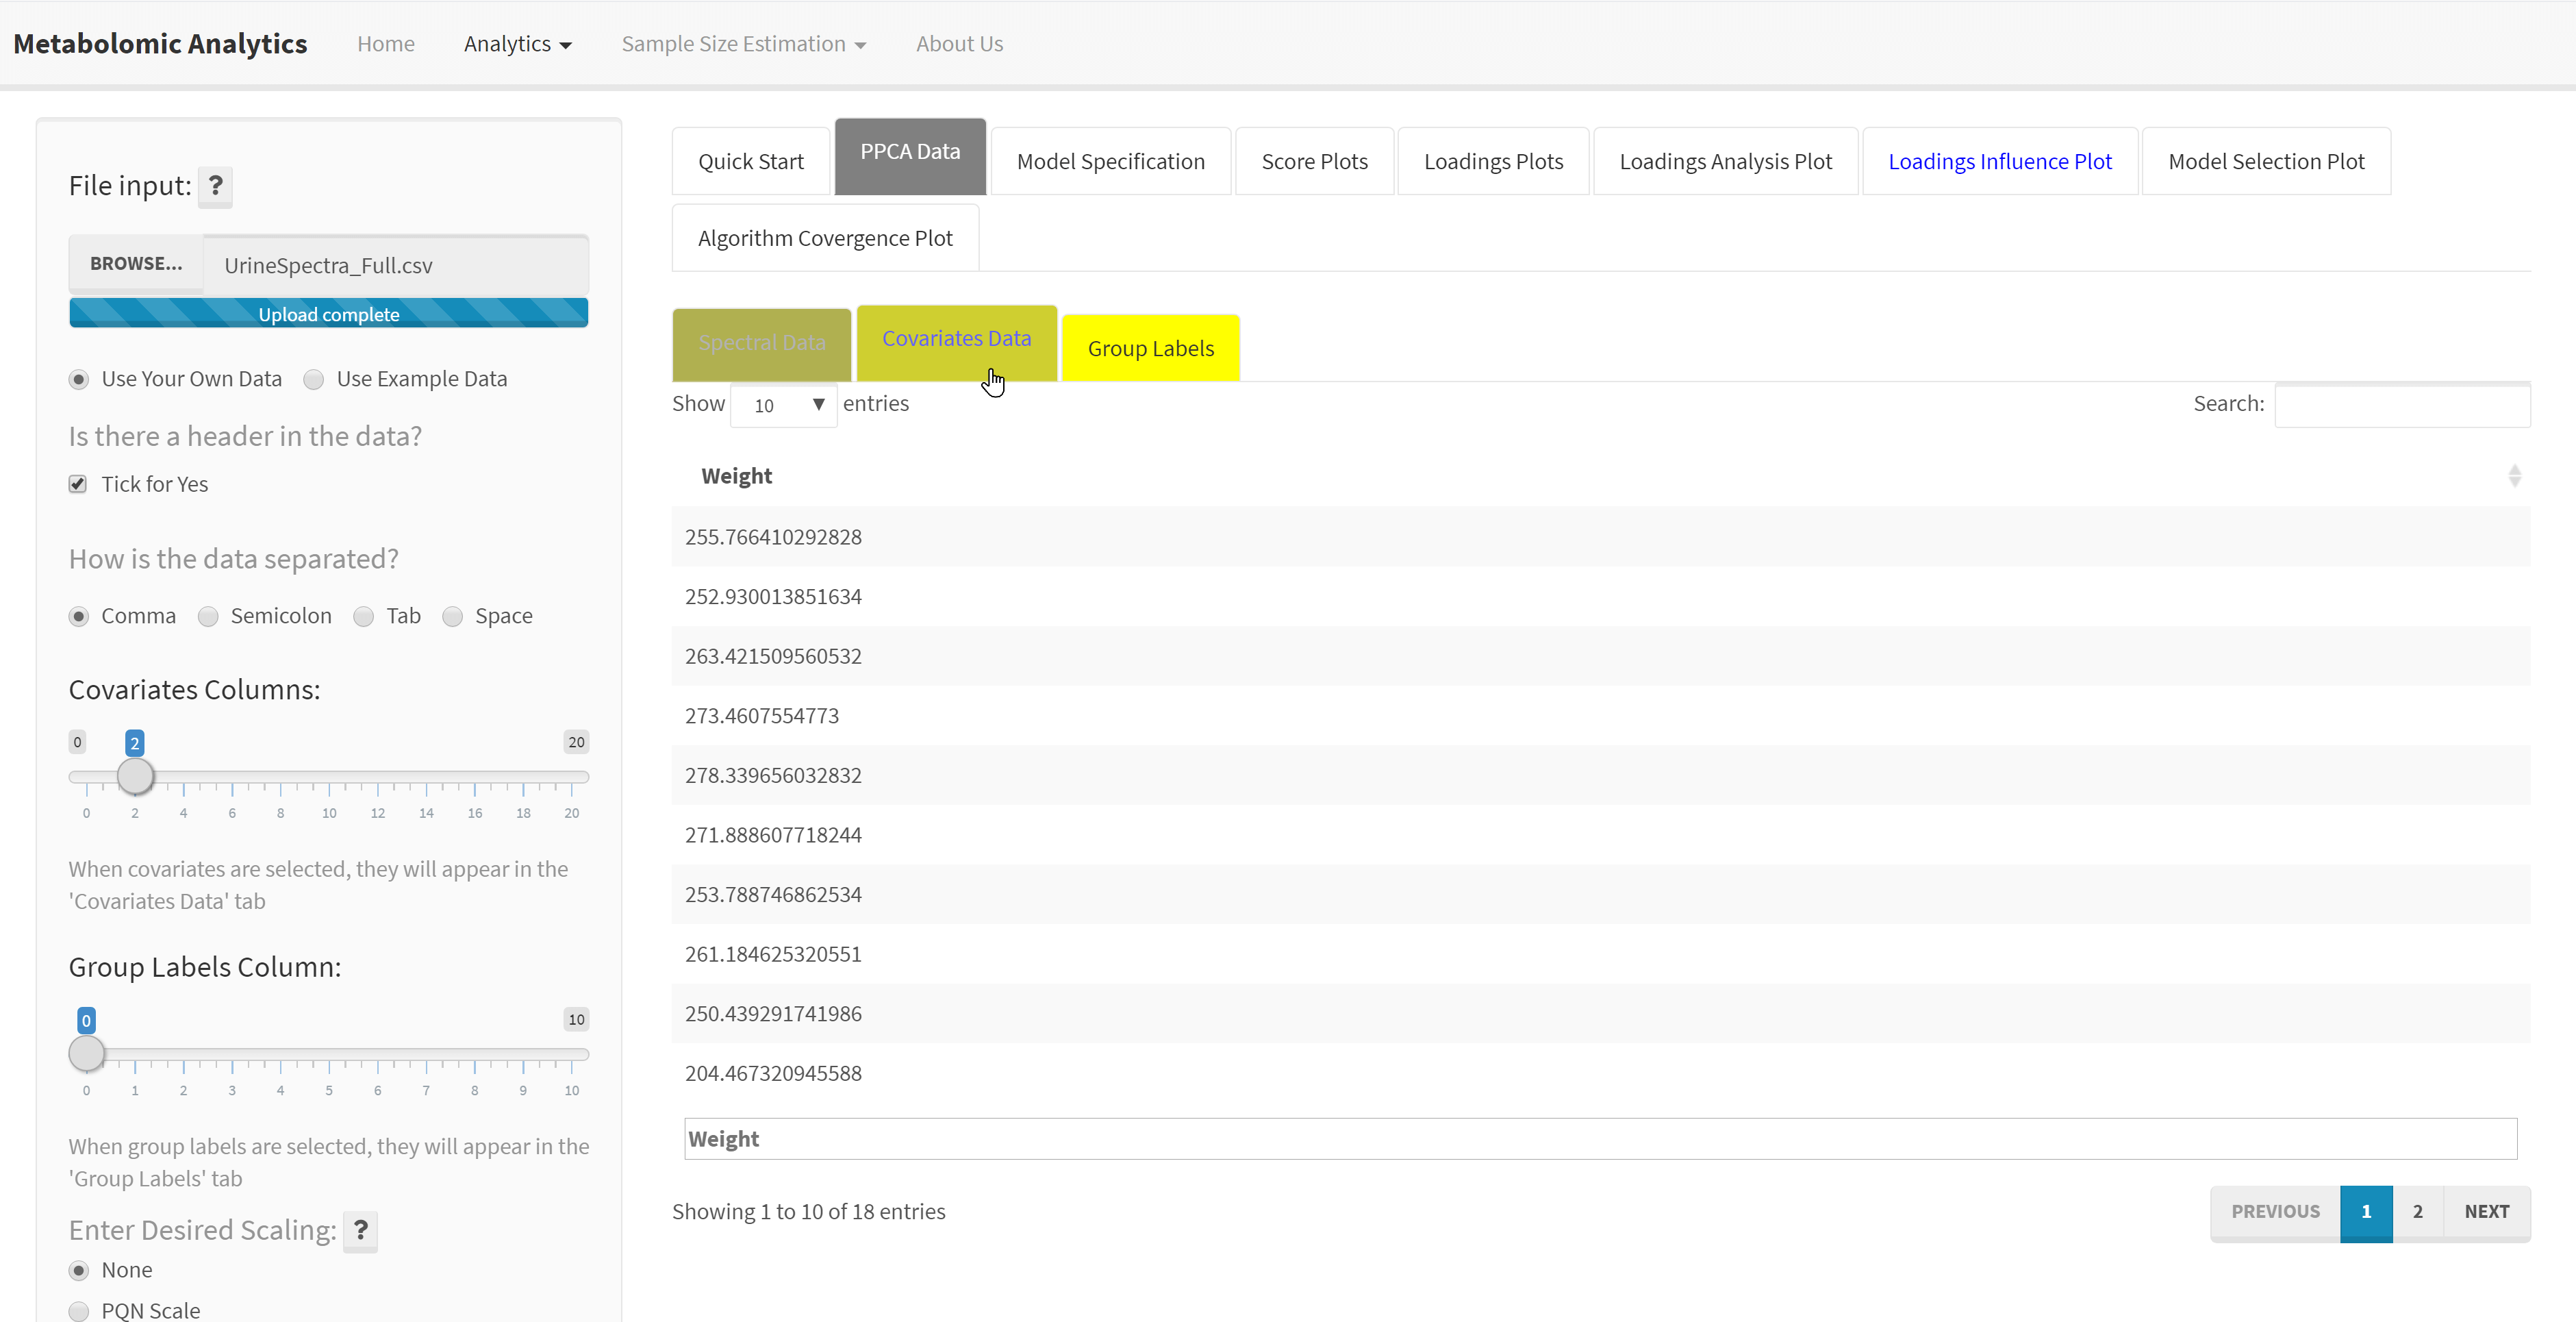 Metabolomic Analytics Home Analytics Sample Size Estimation About Us
File input: ?
BROWSE... UrineSpectra_Full.csv
Upload complete
Use Your Own Data Use Example Data
Is there a header in the data?
Tick for Yes
How is the data separated?
Comma Semicolon Tab Space
Covariates Columns:
0 2 20
0 2 4 6 8 10 12 14 16 18 20
When covariates are selected, they will appear in the
'Covariates Data' tab
Group Labels Column:
0 10
0 1 2 3 4 5 6 7 8 9 10
When group labels are selected, they will appear in the
'Group Labels' tab
Enter Desired Scaling: ?
None
PQN Scale
Quick Start PPCA Data Model Specification Score Plots Loadings Plots Loadings Analysis Plot Loadings Influence Plot Model Selection Plot
Algorithm Covergence Plot
Spectral Data Covariates Data Group Labels
Show 10 entries Search:
Weight
255.766410292828
252.930013851634
263.421509560532
273.4607554773
278.339656032832
271.888607718244
253.788746862534
261.184625320551
250.439291741986
204.467320945588
Weight
Showing 1 to 10 of 18 entries PREVIOUS 1 2 NEXT